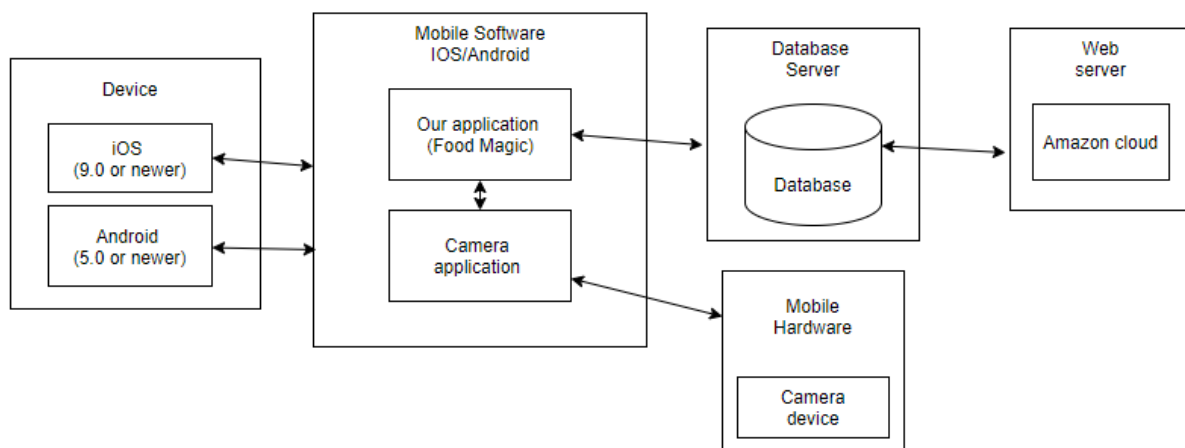 Device
iOS
(9.0 or newer)
Android
(5.0 or newer)
Mobile Software
IOS/Android
Our application
(Food Magic)
Camera
application
Database
Server
Database
Web
server
Amazon cloud
Mobile
Hardware
Camera
device